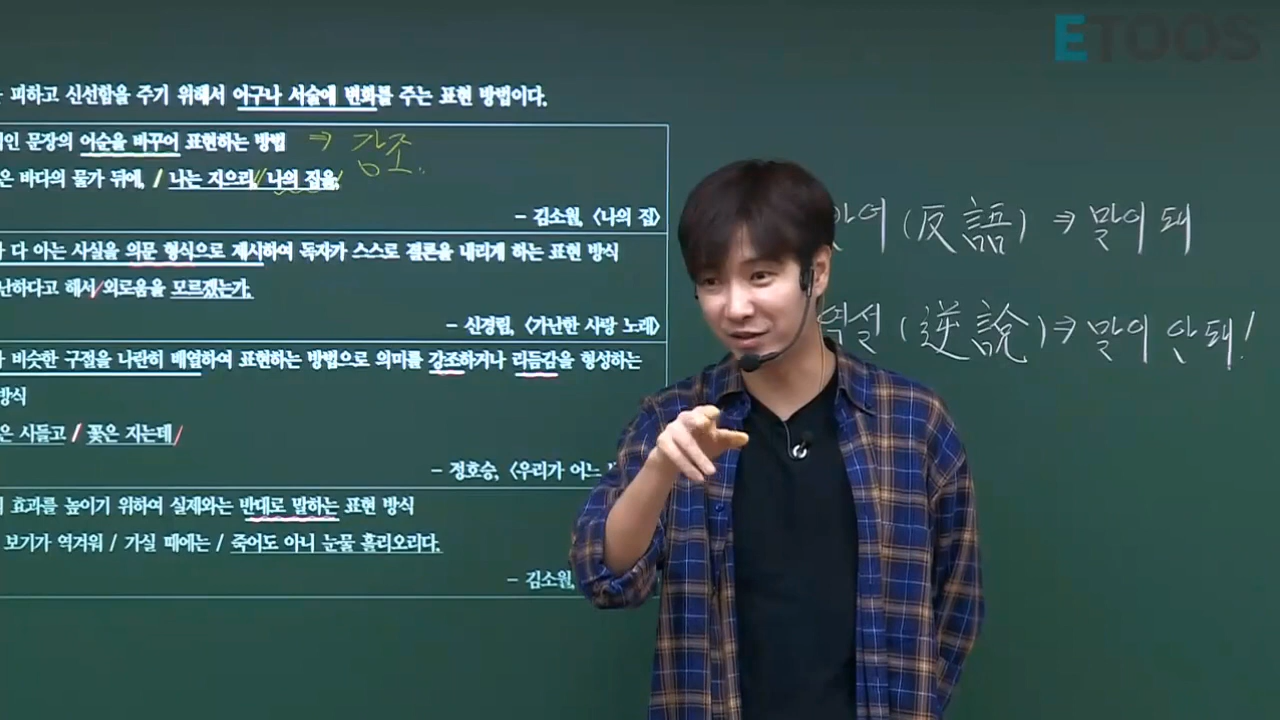 ETOOS
피하고 신선함을 주기 위해서 어구나 서술에 변화를 주는 표현 방법이다.
인 문장의 어순을 바꾸어 표현하는 방법 ⇒ 강조..
은 바다의 물가 뒤에, / 나는 지으리// 나의 집을,
- 김소월, 〈나의 집〉
다 아는 사실을 의문 형식으로 제시하여 독자가 스스로 결론을 내리게 하는 표현 방식
난하다고 해서/외로움을 모르겠는가.
- 신경림, 〈가난한 사랑 노래〉
비슷한 구절을 나란히 배열하여 표현하는 방법으로 의미를 강조하거나 리듬감을 형성하는
방식
은 시들고 / 꽃은 지는데/
- 정호승, 〈우리가 어느
효과를 높이기 위하여 실제와는 반대로 말하는 표현 방식
보기가 역겨워 / 가실 때에는 / 죽어도 아니 눈물 흘리오리다.
- 김소월,
어 (反語) ⇒ 말이 돼
역설 (逆說) ⇒ 말이 안 돼!